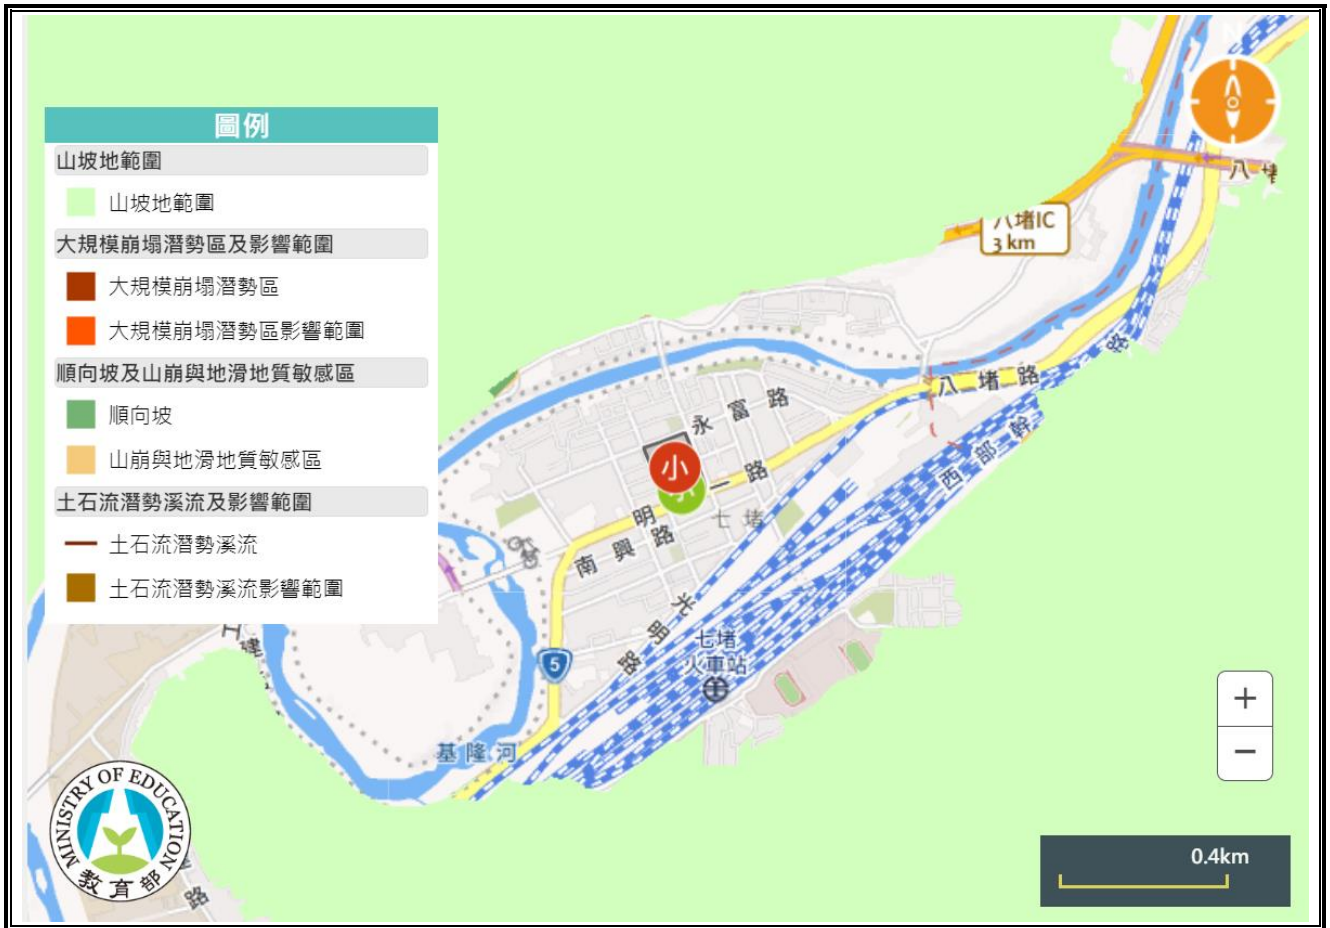 圖例
山坡地範圍
山坡地範圍
大規模崩塌潛勢區及影響範圍
大規模崩塌潛勢區
大規模崩塌潛勢區影響範圍
順向坡及山崩與地滑地質敏感區
順向坡
山崩與地滑地質敏感區
土石流潛勢溪流及影響範圍
土石流潛勢溪流
土石流潛勢溪流影響範圍
N
八堵
八堵IC
3 km
八堵路
路
永富路
小
明
一路
七堵
南興路
西部幹
光明路
七堵
火車站
5
基隆河
工建
路
MINISTRY OF EDUCATION
教育部
+
−
0.4km